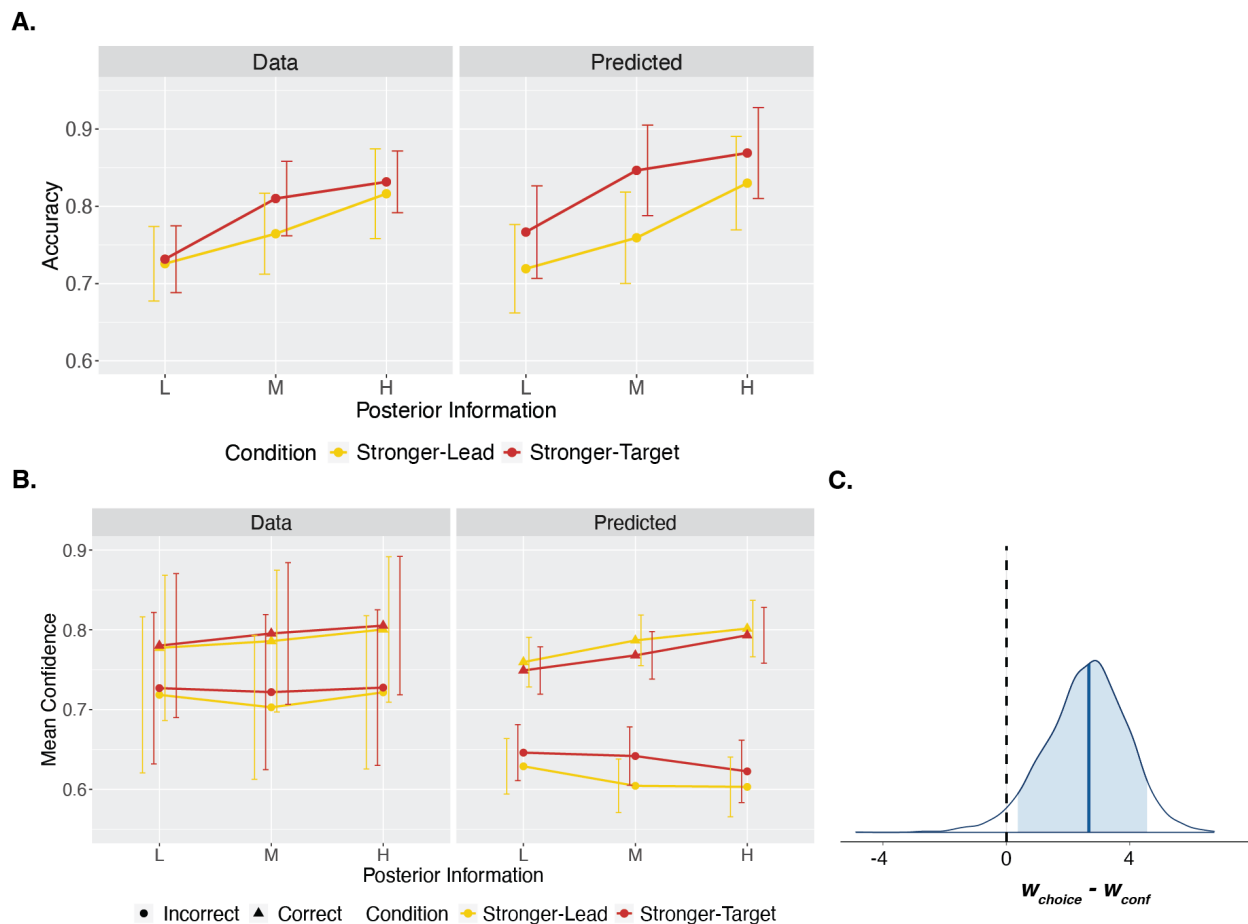 A.
Data Predicted
Accuracy
0.9
0.8
0.7
0.6
L M H L M H
Posterior Information
Condition Stronger-Lead Stronger-Target
B.
Data Predicted
Mean Confidence
0.9
0.8
0.7
0.6
L M H L M H
Posterior Information
Incorrect Correct Condition Stronger-Lead Stronger-Target
C.
-4 0 4
w_choice - w_conf